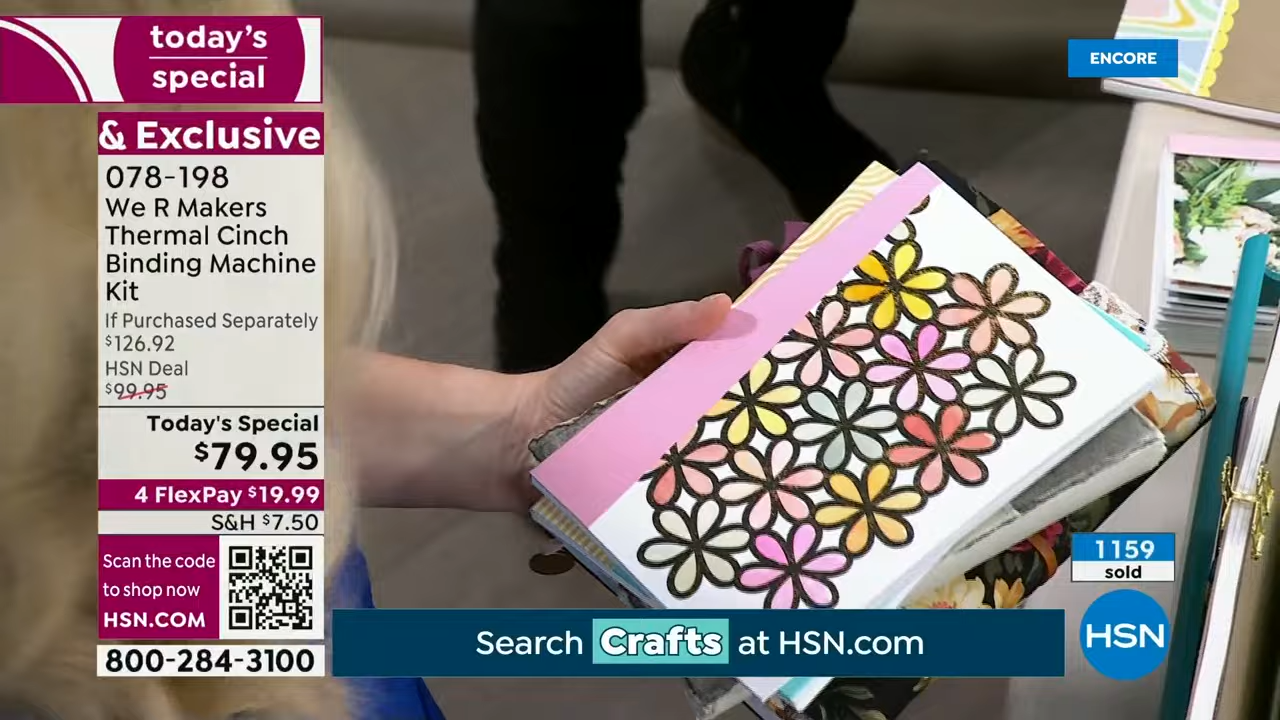 today's
special
ENCORE
& Exclusive
078-198
We R Makers
Thermal Cinch
Binding Machine
Kit
If Purchased Separately
$126.92
HSN Deal
$99.95
Today's Special
$79.95
4 FlexPay $19.99
S&H $7.50
Scan the code
to shop now
HSN.COM
800-284-3100
1159
sold
HSN
Search Crafts at HSN.com